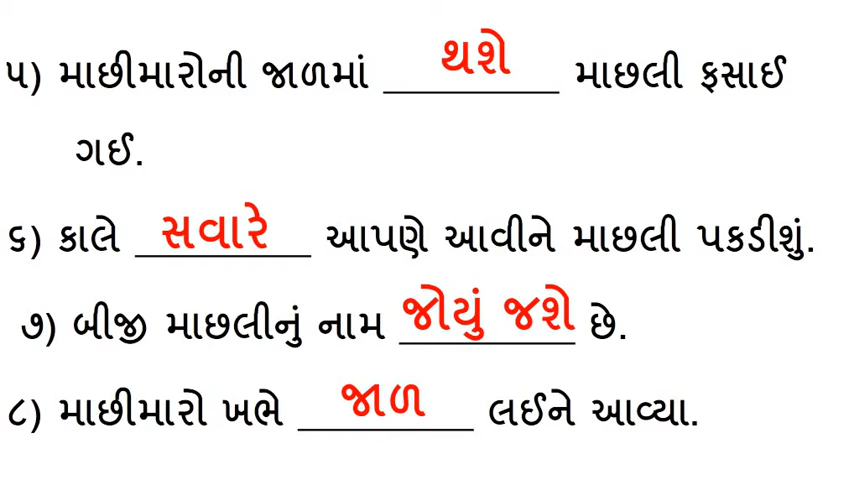 ૫) માછીમારોની જાળમાં થશે માછલી ફસાઈ
ગઈ.
૬) કાલે સવારે આપણે આવીને માછલી પકડીશું.
૭) બીજી માછલીનું નામ જોયું જશે છે.
૮) માછીમારો ખભે જાળ લઈને આવ્યા.